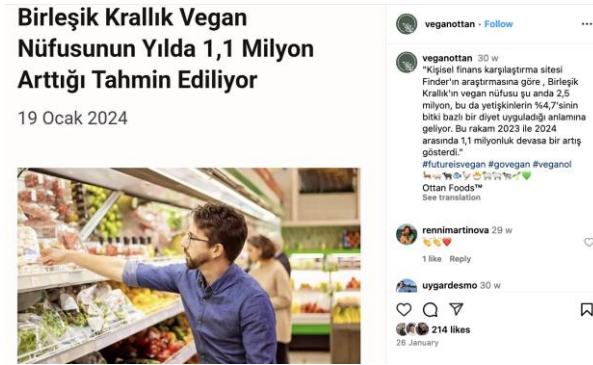 Birleşik Krallık Vegan
Nüfusunun Yılda 1,1 Milyon
Arttığı Tahmin Ediliyor
19 Ocak 2024
veganottan • Follow
veganottan 30 w
"Kişisel finans karşılaştırma sitesi
Finder'ın araştırmasına göre , Birleşik
Krallık'ın vegan nüfusu şu anda 2,5
milyon, bu da yetişkinlerin %4,7'sinin
bitki bazlı bir diyet uyguladığı anlamına
geliyor. Bu rakam 2023 ile 2024
arasında 1,1 milyonluk devasa bir artış
gösterdi."
#futureisvegan #govegan #veganol
Ottan Foods™
See translation
rennimartinova 29 w
1 like Reply
uygardesmo 30 w
214 likes
26 January